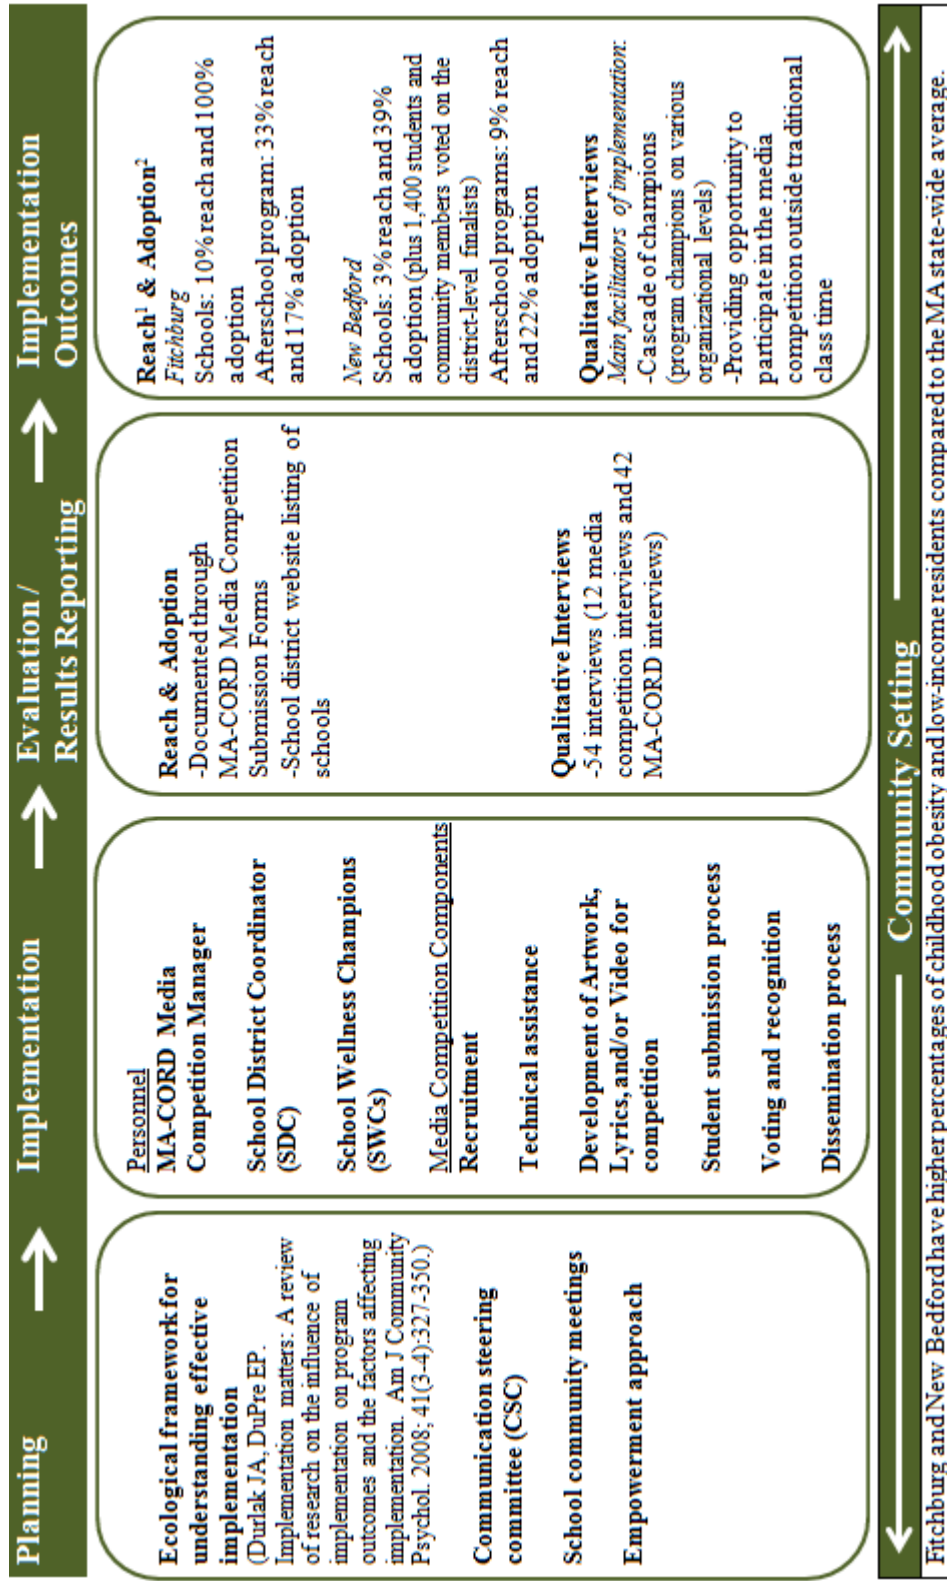 Planning
Implementation
Evaluation /
Results Reporting
Implementation
Outcomes
Ecological framework for
understanding effective
implementation
(Durlak JA, DuPre EP.
Implementation matters: A review
of research on the influence of
implementation on program
outcomes and the factors affecting
implementation. Am J Community
Psychol. 2008; 41(3-4):327-350.)
Communication steering
committee (CSC)
School community meetings
Empowerment approach
Personnel
MA-CORD Media
Competition Manager
School District Coordinator
(SDC)
School Wellness Champions
(SWCs)
Media Competition Components
Recruitment
Technical assistance
Development of Artwork,
Lyrics, and/or Video for
competition
Student submission process
Voting and recognition
Dissemination process
Reach & Adoption
-Documented through
MA-CORD Media Competition
Submission Forms
-School district website listing of
schools
Qualitative Interviews
-54 interviews (12 media
competition interviews and 42
MA-CORD interviews)
Reach¹ & Adoption²
Fitchburg
Schools: 10% reach and 100%
adoption
Afterschool program: 33% reach
and 17% adoption
New Bedford
Schools: 3% reach and 39%
adoption (plus 1,400 students and
community members voted on the
district-level finalists)
Afterschool programs: 9% reach
and 22% adoption
Qualitative Interviews
Main facilitators of implementation:
-Cascade of champions
(program champions on various
organizational levels)
-Providing opportunity to
participate in the media
competition outside traditional
class time
Community Setting
Fitchburg and New Bedford have higher percentages of childhood obesity and low-income residents compared to the MA state-wide average.